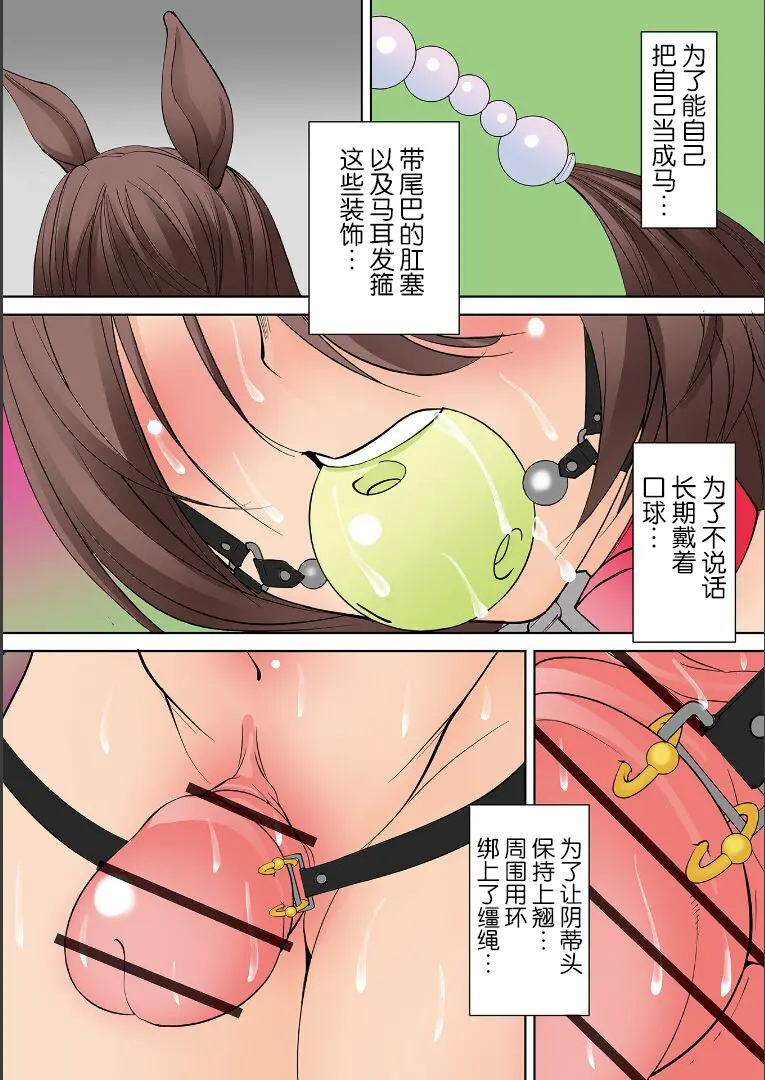 为了能自己
把自己当成马…
带尾巴的肛塞
以及马耳发箍
这些装饰…
为了不说话
长期戴着
口球…
为了让阴蒂头
保持上翘…
周围用环
绑上了缰绳…